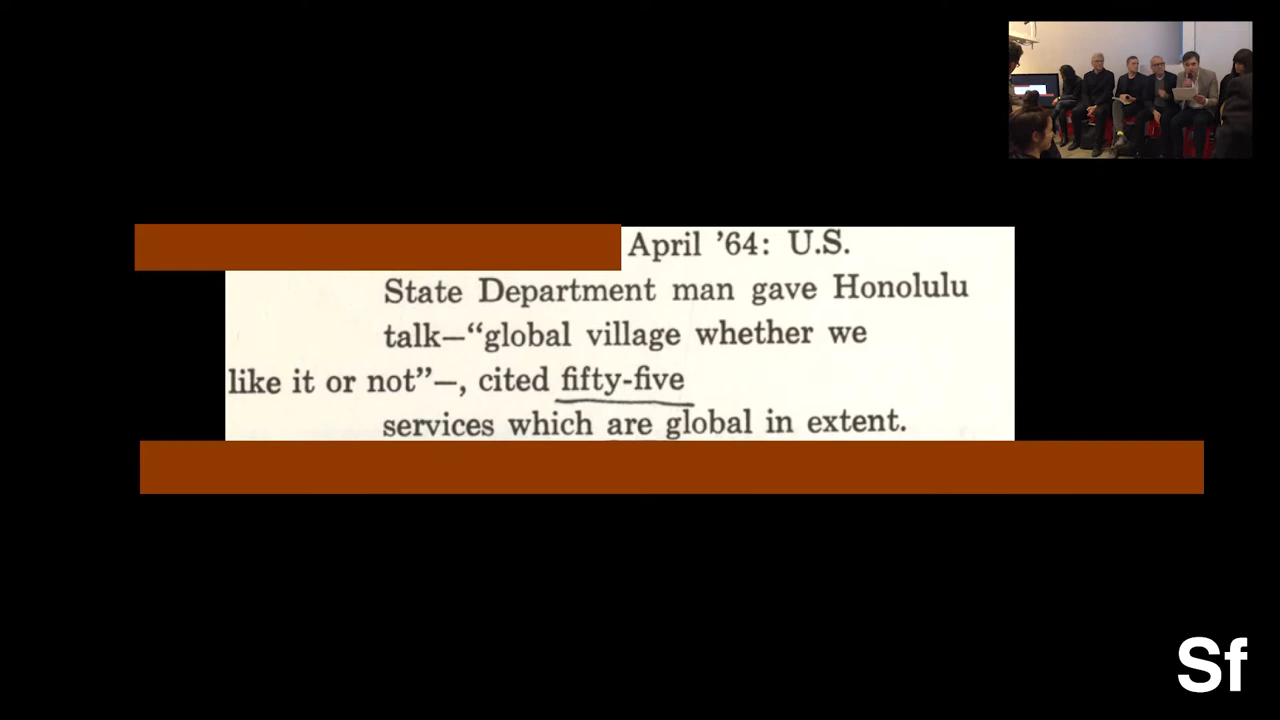 April ’64: U.S.
State Department man gave Honolulu
talk—“global village whether we
like it or not”—, cited fifty-five
services which are global in extent.
Sf